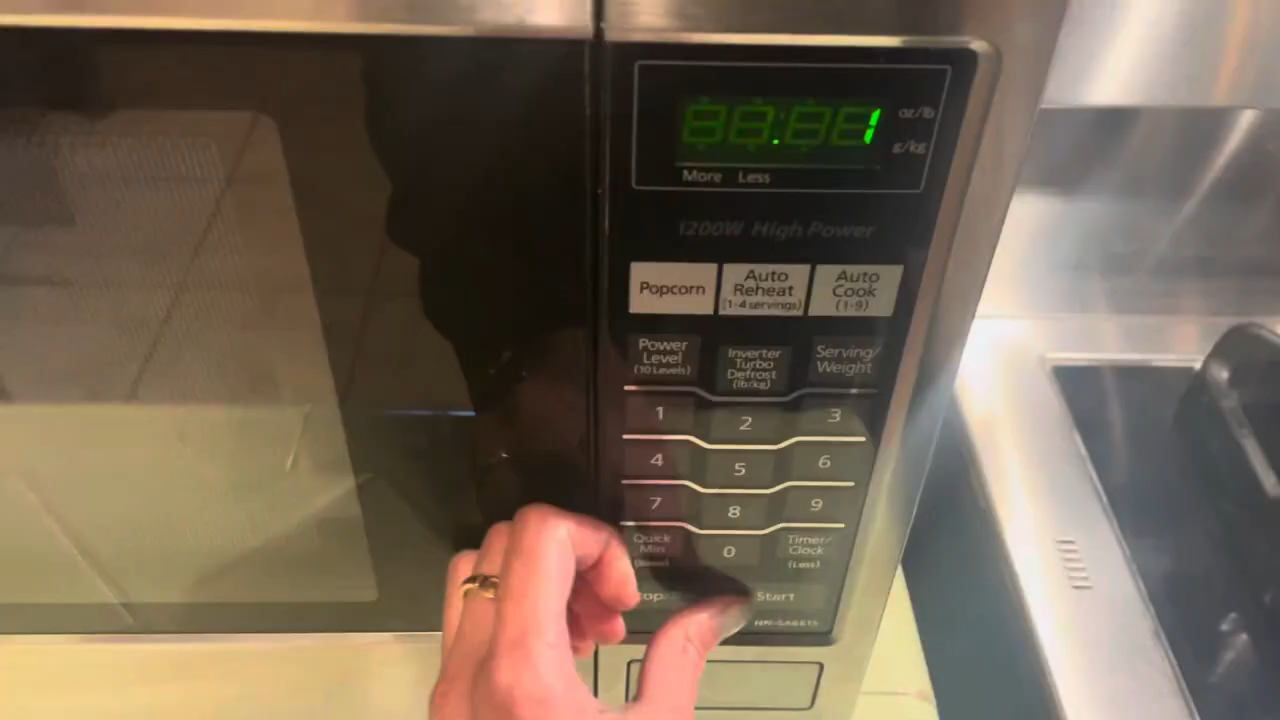 1
oz/lb
g/kg
More Less
1200W High Power
Popcorn
Auto Reheat (1-4 servings)
Auto Cook (1-9)
Power Level (10 Levels)
Inverter Turbo Defrost (lb/kg)
Serving/ Weight
1 2 3
4 5 6
7 8 9
Quick Min
0
Timer/ Clock (Less)
Start